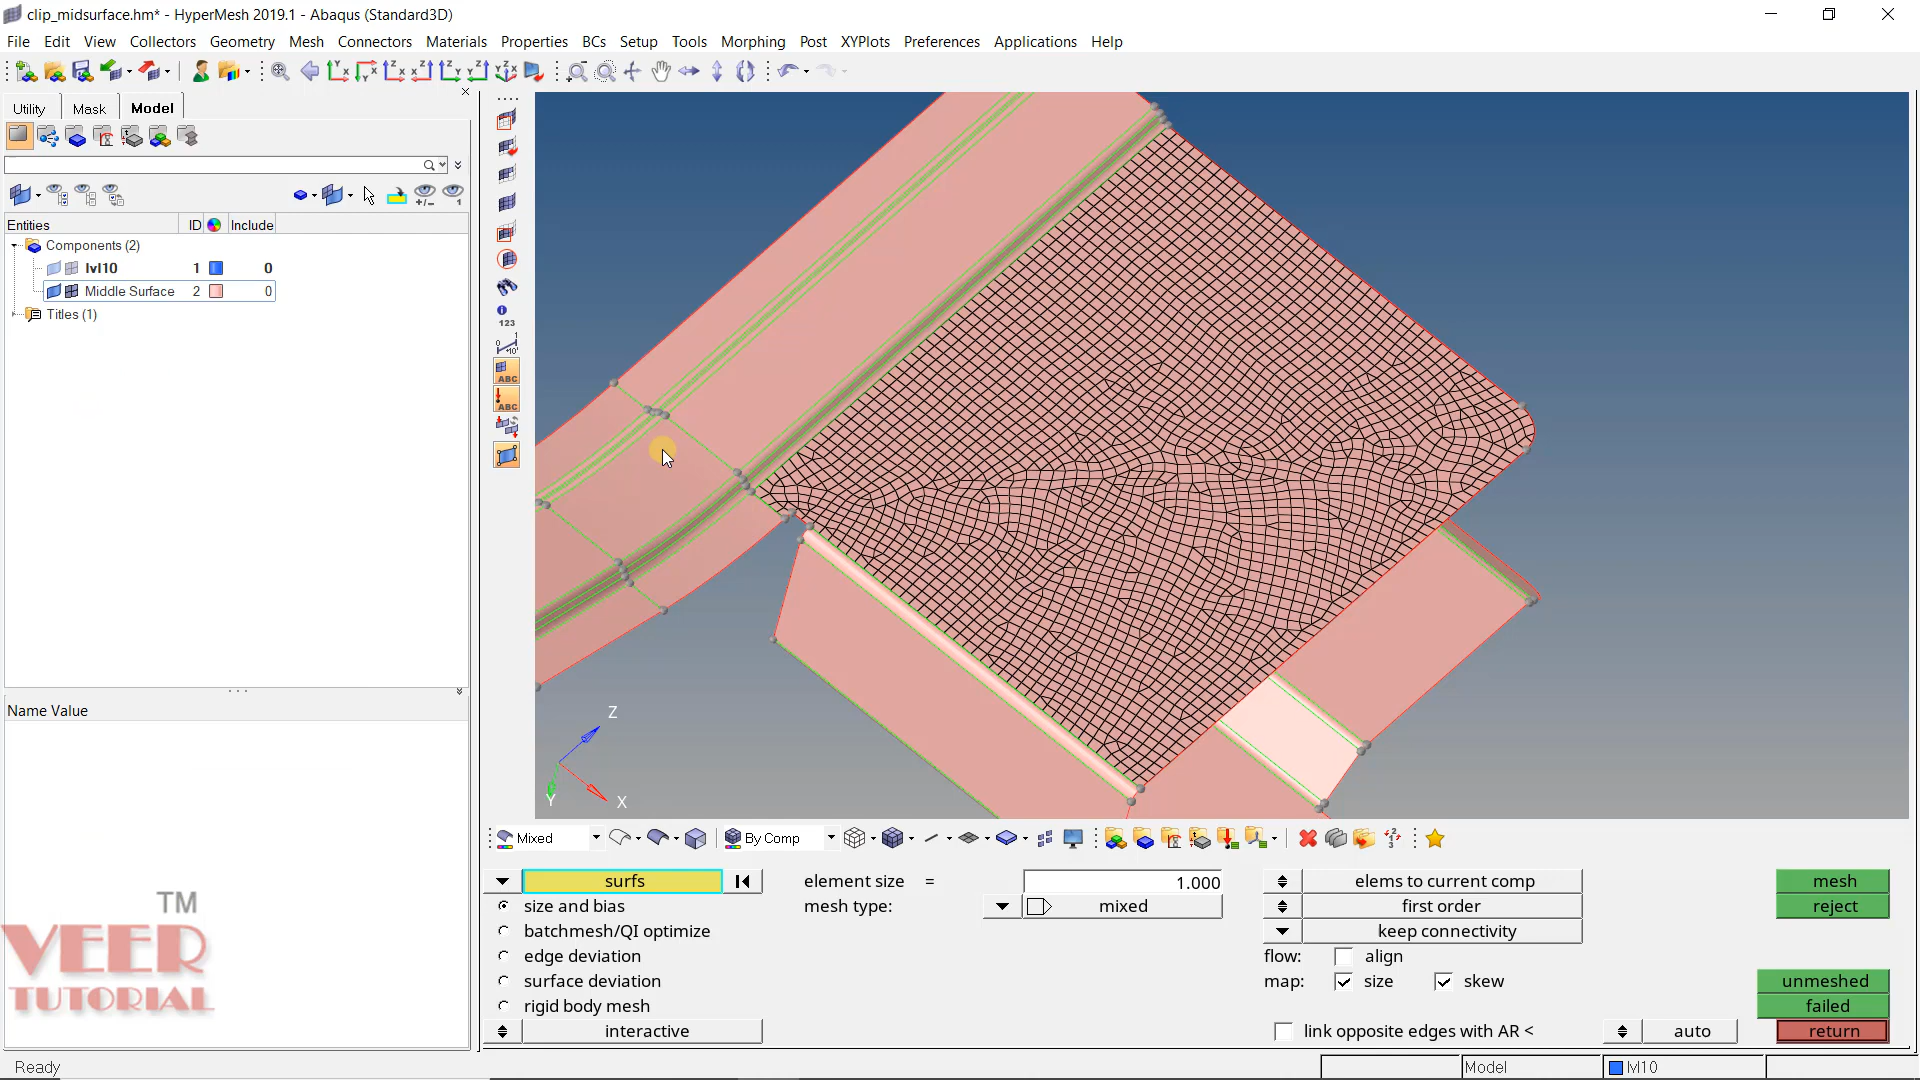 clip_midsurface.hm* - HyperMesh 2019.1 - Abaqus (Standard3D)
File Edit View Collectors Geometry Mesh Connectors Materials Properties BCs Setup Tools Morphing Post XYPlots Preferences Applications Help
Utility Mask Model
Entities ID Include
Components (2)
lvl10 1 0
Middle Surface 2 0
Titles (1)
Name Value
123
ABC
ABC
Z
Y
X
Mixed By Comp
surfs element size = 1.000 elems to current comp mesh
size and bias mesh type: mixed first order reject
batchmesh/QI optimize keep connectivity
edge deviation flow: align
surface deviation map: size skew unmeshed
rigid body mesh failed
interactive link opposite edges with AR < auto return
TM
VEER
TUTORIAL
Ready Model lvl10